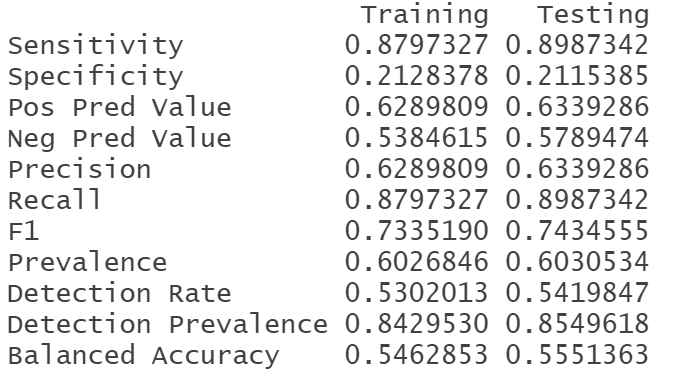 Training Testing
Sensitivity 0.8797327 0.8987342
Specificity 0.2128378 0.2115385
Pos Pred Value 0.6289809 0.6339286
Neg Pred Value 0.5384615 0.5789474
Precision 0.6289809 0.6339286
Recall 0.8797327 0.8987342
F1 0.7335190 0.7434555
Prevalence 0.6026846 0.6030534
Detection Rate 0.5302013 0.5419847
Detection Prevalence 0.8429530 0.8549618
Balanced Accuracy 0.5462853 0.5551363